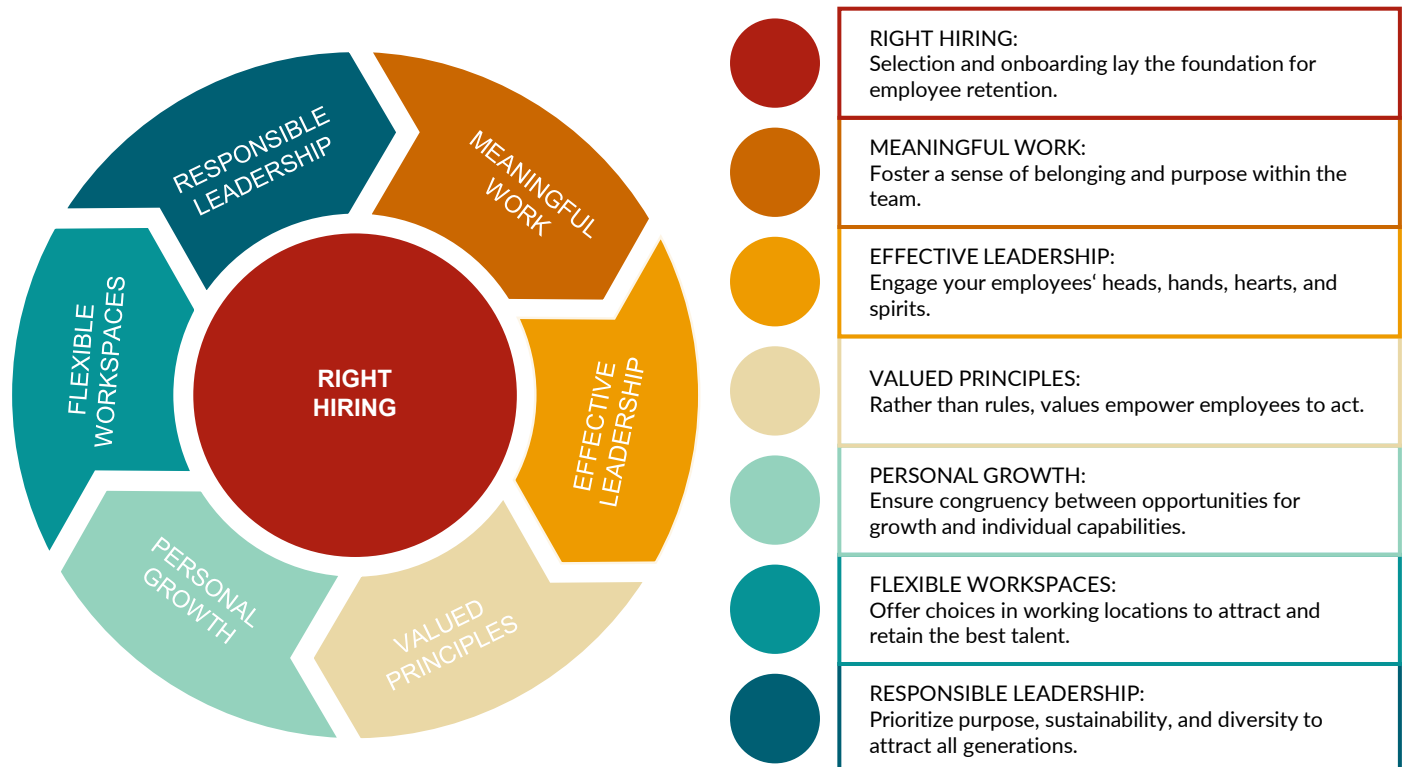 RESPONSIBLE
LEADERSHIP
MEANINGFUL
WORK
FLEXIBLE
WORKSPACES
RIGHT
HIRING
EFFECTIVE
LEADERSHIP
PERSONAL
GROWTH
VALUED
PRINCIPLES
RIGHT HIRING:
Selection and onboarding lay the foundation for
employee retention.
MEANINGFUL WORK:
Foster a sense of belonging and purpose within the
team.
EFFECTIVE LEADERSHIP:
Engage your employees‘ heads, hands, hearts, and
spirits.
VALUED PRINCIPLES:
Rather than rules, values empower employees to act.
PERSONAL GROWTH:
Ensure congruency between opportunities for
growth and individual capabilities.
FLEXIBLE WORKSPACES:
Offer choices in working locations to attract and
retain the best talent.
RESPONSIBLE LEADERSHIP:
Prioritize purpose, sustainability, and diversity to
attract all generations.